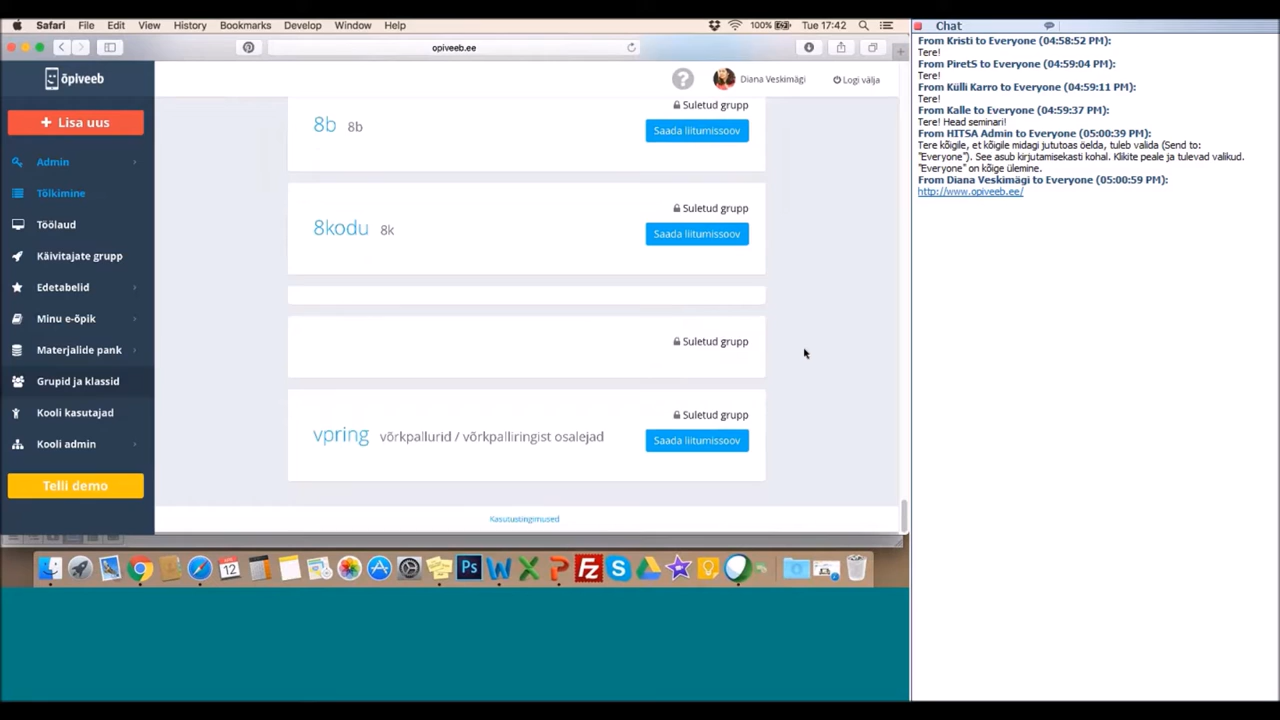 Safari File Edit View History Bookmarks Develop Window Help
100% Tue 17:42
opiveeb.ee
õpiveeb
Diana Veskimägi
Logi välja
+ Lisa uus
Admin
Tõlkimine
Töölaud
Käivitajate grupp
Edetabelid
Minu e-õpik
Materjalide pank
Grupid ja klassid
Kooli kasutajad
Kooli admin
Telli demo
Suletud grupp
8b 8b
Saada liitumissoov
Suletud grupp
8kodu 8k
Saada liitumissoov
Suletud grupp
Suletud grupp
vpring võrkpallurid / võrkpalliringist osalejad
Saada liitumissoov
Kasutustingimused
12
Chat
From Kristi to Everyone (04:58:52 PM):
Tere!
From PiretS to Everyone (04:59:04 PM):
Tere!
From Külli Karro to Everyone (04:59:11 PM):
Tere!
From Kalle to Everyone (04:59:37 PM):
Tere! Head seminari!
From HITSA Admin to Everyone (05:00:39 PM):
Tere kõigile, et kõigile midagi jututoas öelda, tuleb valida (Send to:
"Everyone"). See asub kirjutamisekasti kohal. Klikite peale ja tulevad valikud.
"Everyone" on kõige ülemine.
From Diana Veskimägi to Everyone (05:00:59 PM):
http://www.opiveeb.ee/